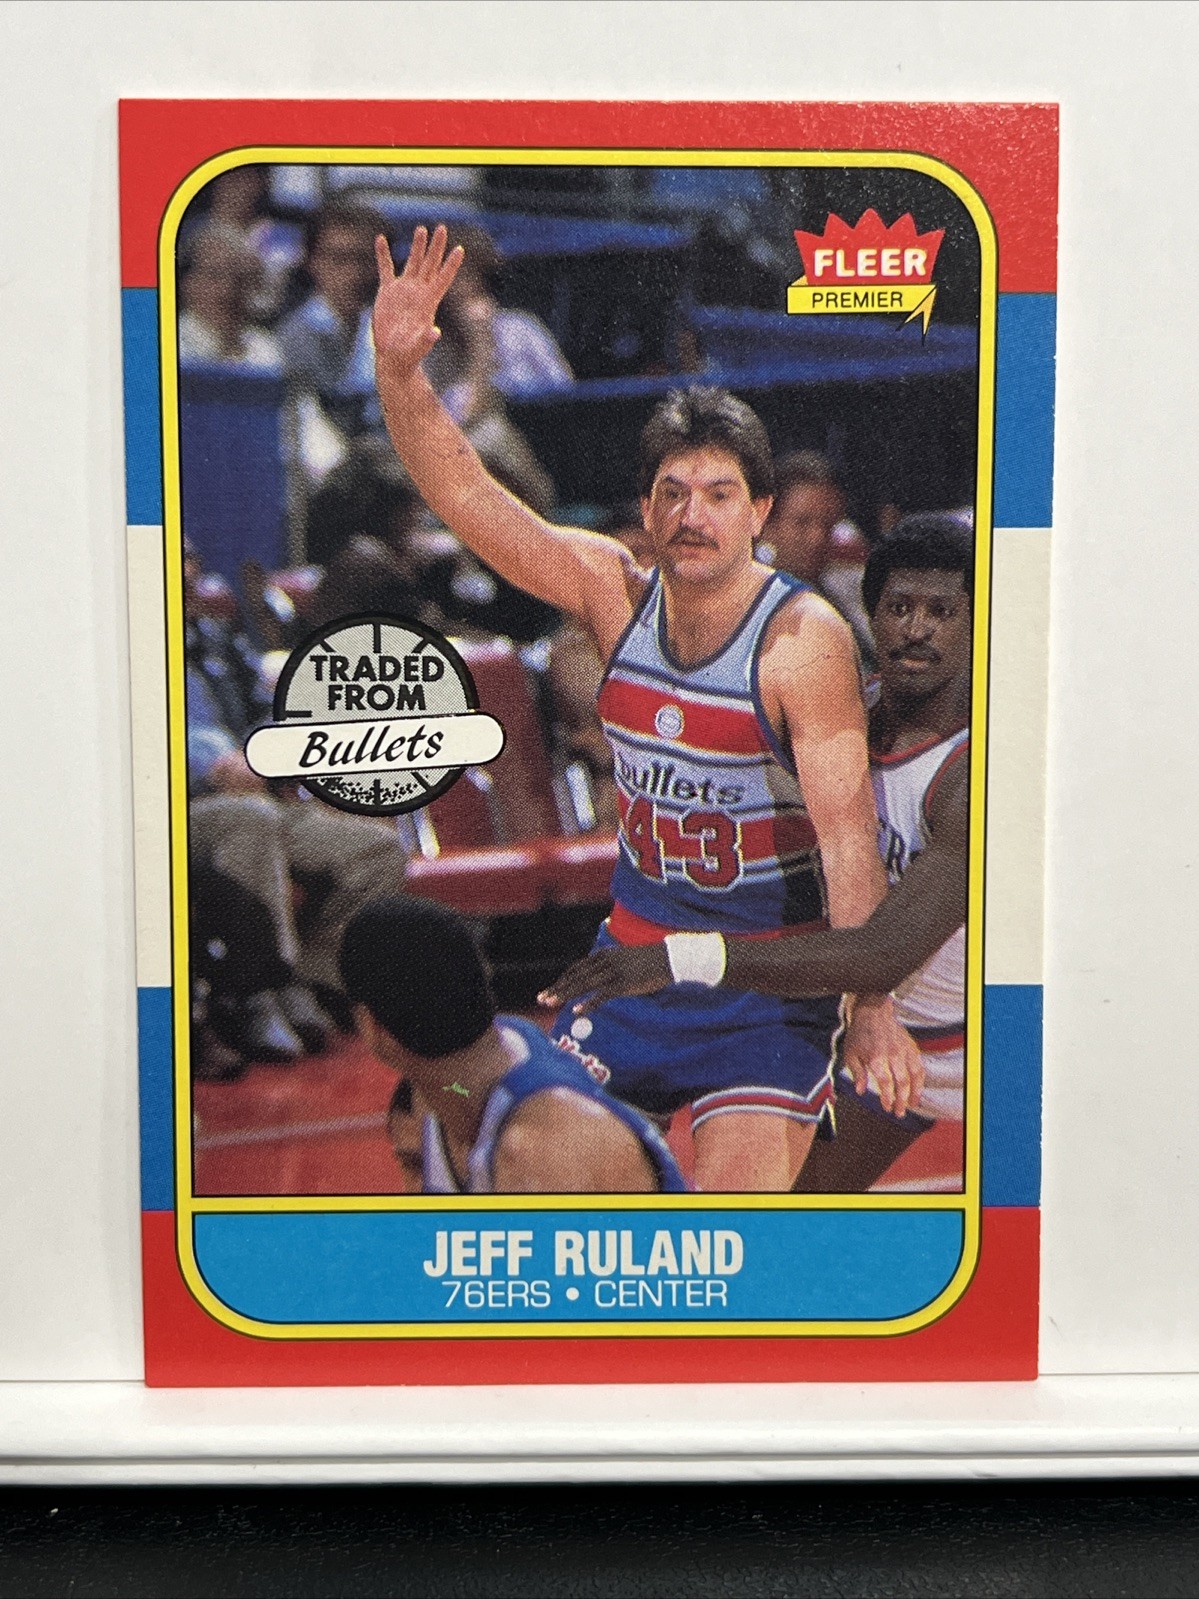 FLEER
PREMIER
TRADED
FROM
Bullets
bullets
43
JEFF RULAND
76ERS • CENTER